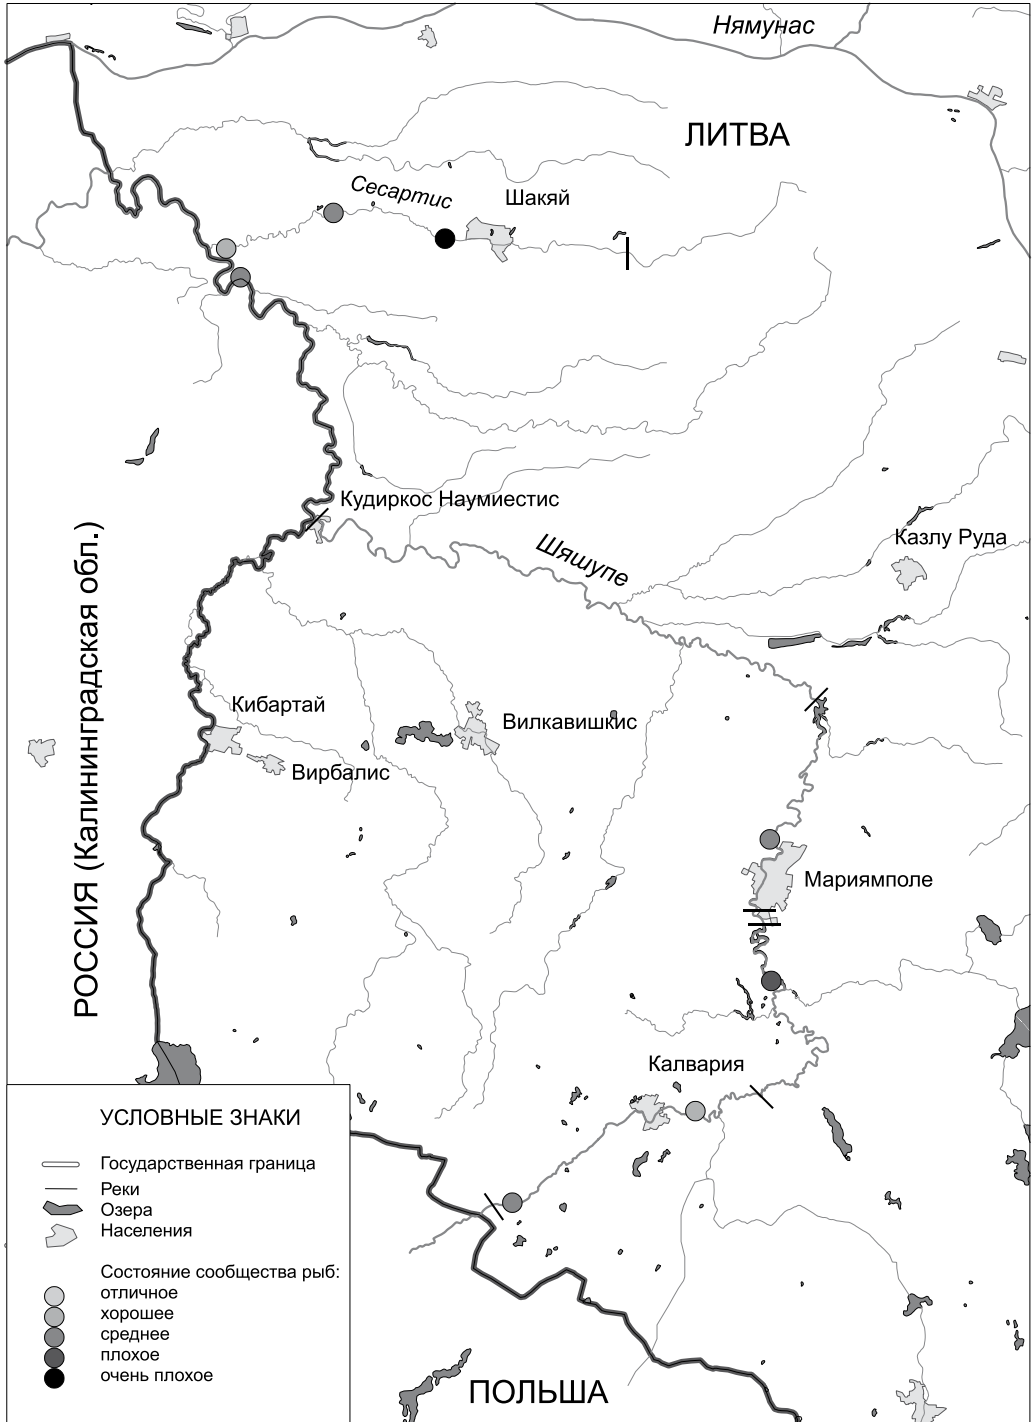 Нямунас
ЛИТВА
Сесартис
Шакяй
Кудиркос Наумиестис
Шяшупе
Казлу Руда
РОССИЯ (Калининградская обл.)
Кибартай
Вилкавишкис
Вирбалис
Мариямполе
Калвария
УСЛОВНЫЕ ЗНАКИ
Государственная граница
Реки
Озера
Населения
Состояние сообщества рыб:
отличное
хорошее
среднее
плохое
очень плохое
ПОЛЬША